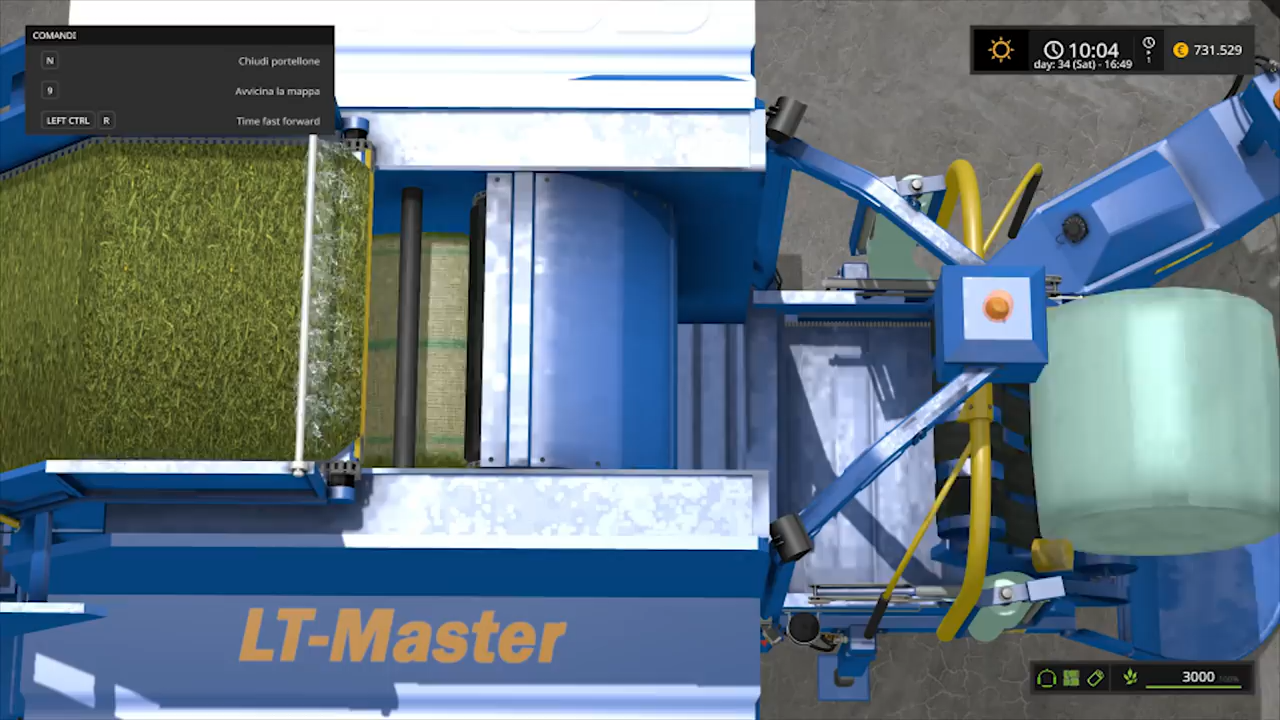 COMANDI
N Chiudi portellone
9 Avvicina la mappa
LEFT CTRL R Time fast forward
10:04
day: 34 (Sat) - 16:49
1
731.529
LT-Master
3000 100%